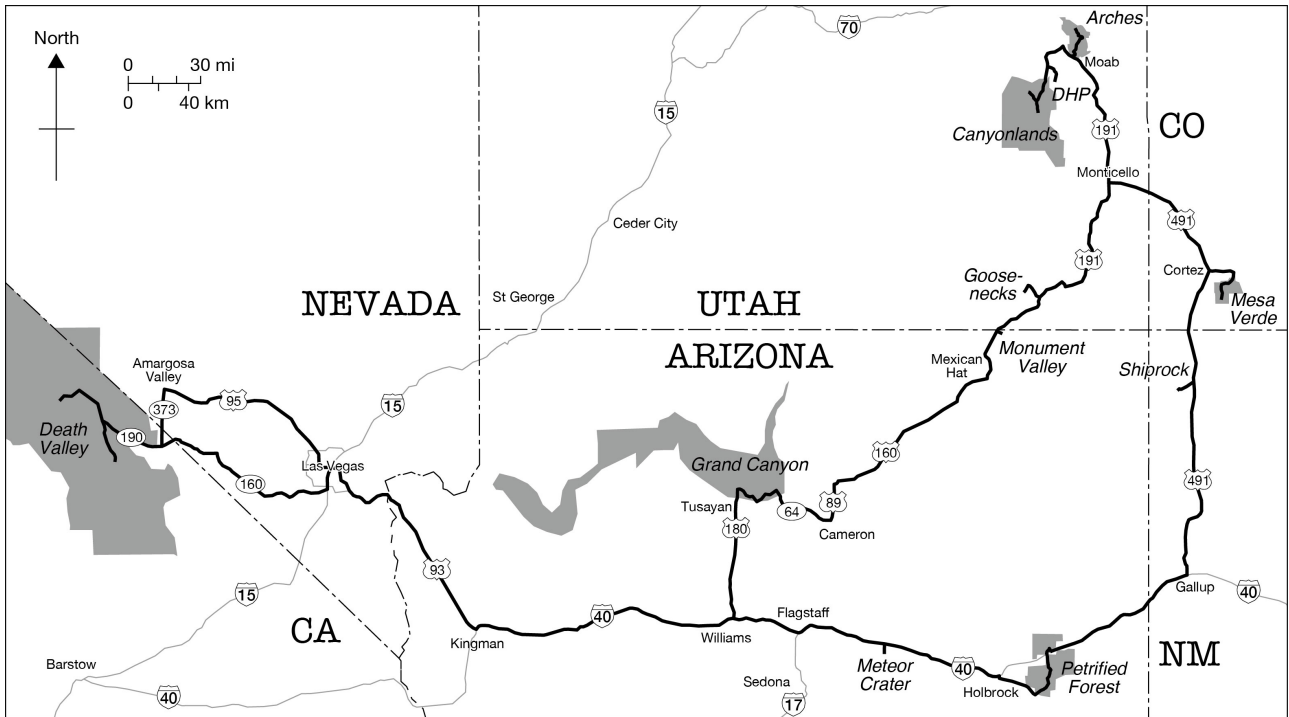 North
0 30 mi
0 40 km
70
Arches
Moab
DHP
Canyonlands
15
191
CO
Monticello
Ceder City
491
191
Cortez
Goose-
necks
Mesa
Verde
NEVADA
St George
UTAH
ARIZONA
Monument
Valley
Mexican
Hat
Shiprock
Amargosa
Valley
373
95
15
Death
Valley
190
160
Las Vegas
Grand Canyon
160
Tusayan
64
89
180
Cameron
491
93
15
CA
40
Kingman
Williams
Flagstaff
Gallup
40
Meteor
Crater
40
Holbrock
Petrified
Forest
NM
Barstow
40
Sedona
17